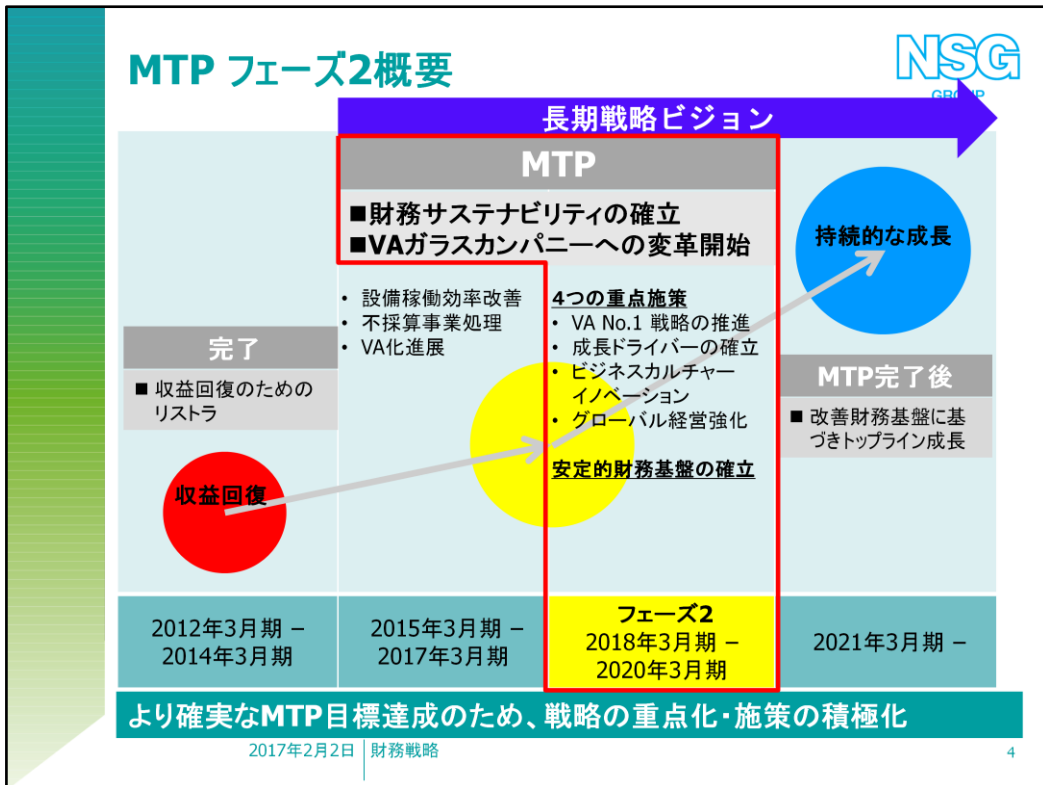 MTP フェーズ2概要
NSG
GROUP
長期戦略ビジョン
MTP
■財務サステナビリティの確立
■VAガラスカンパニーへの変革開始
持続的な成長
• 設備稼働効率改善
• 不採算事業処理
• VA化進展
4つの重点施策
• VA No.1 戦略の推進
• 成長ドライバーの確立
• ビジネスカルチャー
イノベーション
• グローバル経営強化
安定的財務基盤の確立
完了
■ 収益回復のための
リストラ
収益回復
MTP完了後
■ 改善財務基盤に基
づきトップライン成長
2012年3月期 –
2014年3月期
2015年3月期 –
2017年3月期
フェーズ2
2018年3月期 –
2020年3月期
2021年3月期 –
より確実なMTP目標達成のため、戦略の重点化・施策の積極化
2017年2月2日 財務戦略
4